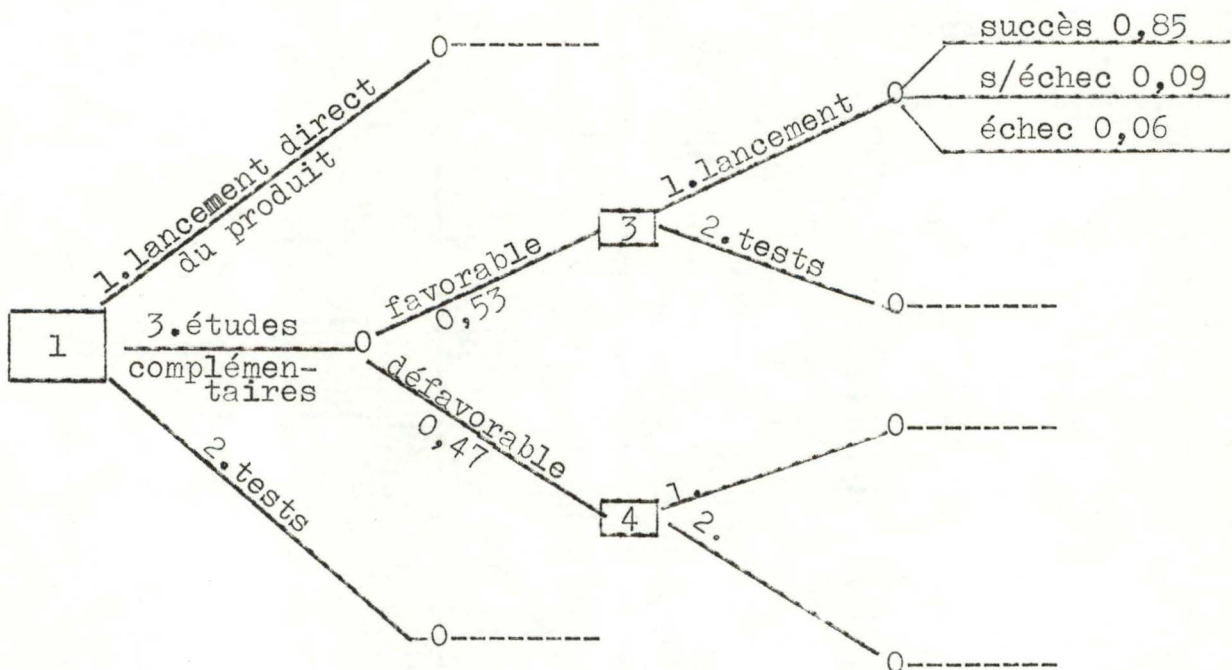 succès 0,85
s/échec 0,09
échec 0,06
1.lancement direct
du produit
1.lancement
3
2.tests
favorable
0,53
1
3.études
complémen-
taires
défavorable
0,47
2.tests
4
1.
2.